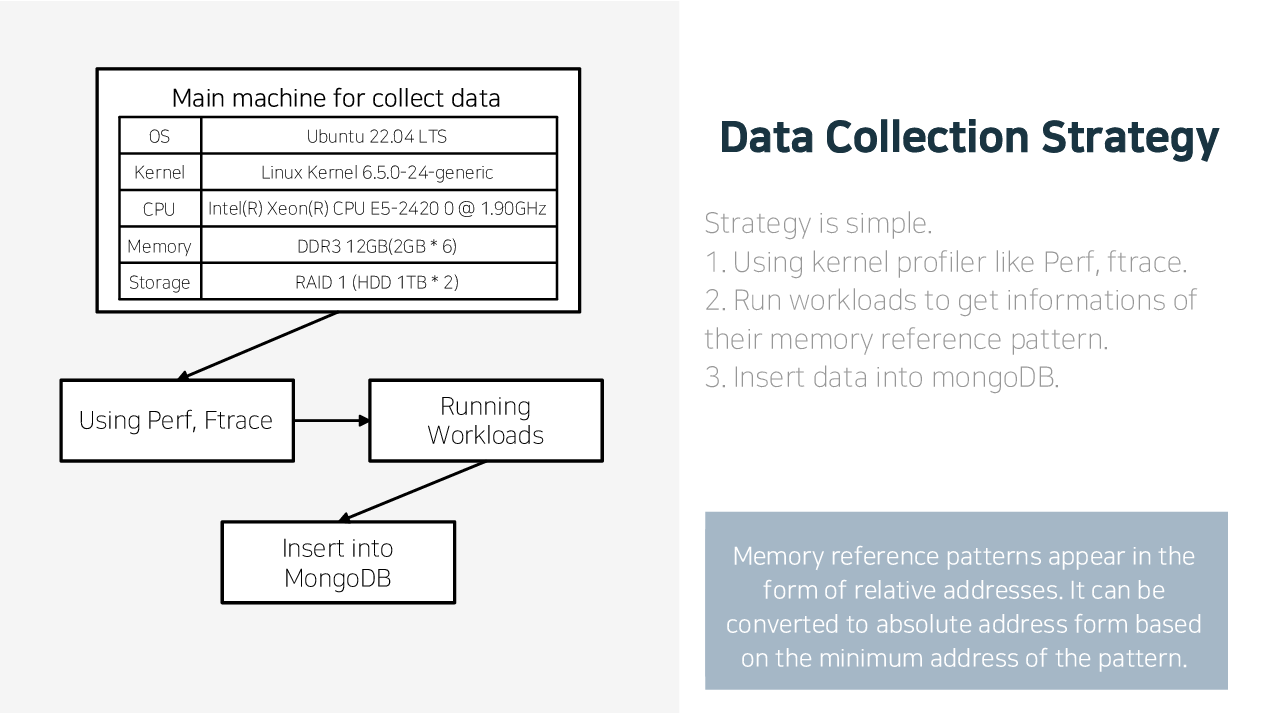 Main machine for collect data
OS Ubuntu 22.04 LTS
Kernel Linux Kernel 6.5.0-24-generic
CPU Intel(R) Xeon(R) CPU E5-2420 0 @ 1.90GHz
Memory DDR3 12GB(2GB * 6)
Storage RAID 1 (HDD 1TB * 2)
Using Perf, Ftrace
Running
Workloads
Insert into
MongoDB
Data Collection Strategy
Strategy is simple.
1. Using kernel profiler like Perf, ftrace.
2. Run workloads to get informations of
their memory reference pattern.
3. Insert data into mongoDB.
Memory reference patterns appear in the
form of relative addresses. It can be
converted to absolute address form based
on the minimum address of the pattern.